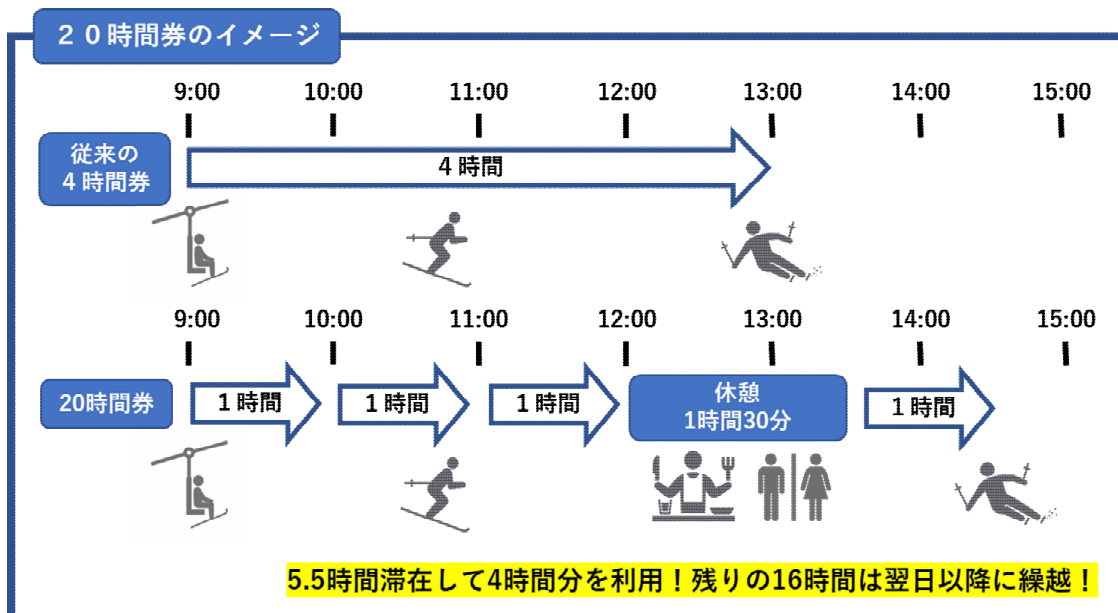 ２０時間券のイメージ
9:00 10:00 11:00 12:00 13:00 14:00 15:00
従来の
４時間券
４時間
9:00 10:00 11:00 12:00 13:00 14:00 15:00
20時間券
１時間
１時間
１時間
休憩
1時間30分
１時間
5.5時間滞在して4時間分を利用！残りの16時間は翌日以降に繰越！